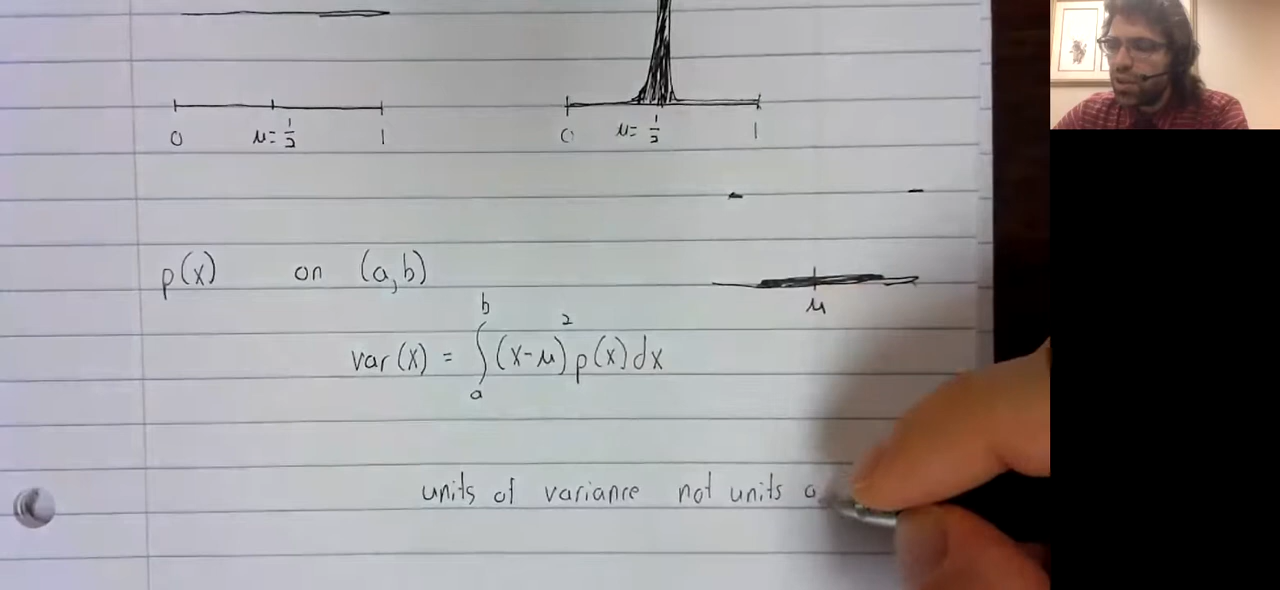 0 μ= 1/2 1 0 μ= 1/2 1
p(x) on (a,b)
μ
var(x) = ∫_a^b (x-μ)^2 p(x)dx
units of variance not units o